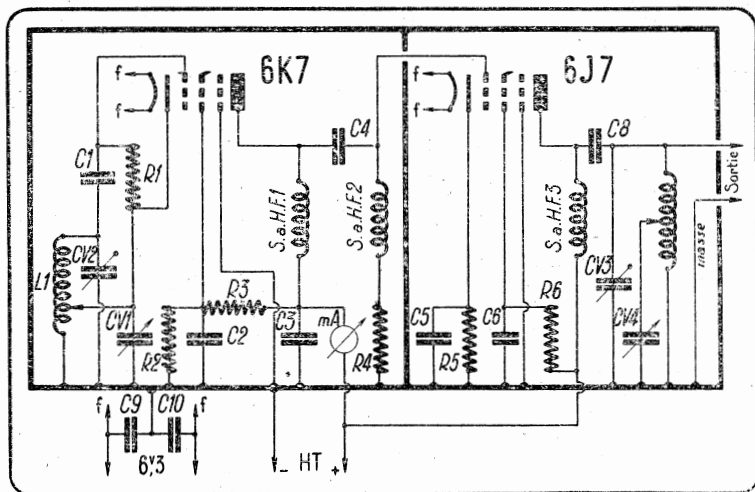 6K7
6J7
f
f
f
f
C4
C8
C1
R1
S.a.H.F.1
S.a.H.F.2
S.a.H.F.3
Sortie
masse
L1
CV2
CV3
R3
R6
CV1
R2
C2
C3
mA
R4
C5
R5
C6
CV4
f
C9
C10
f
6V,3
- HT +